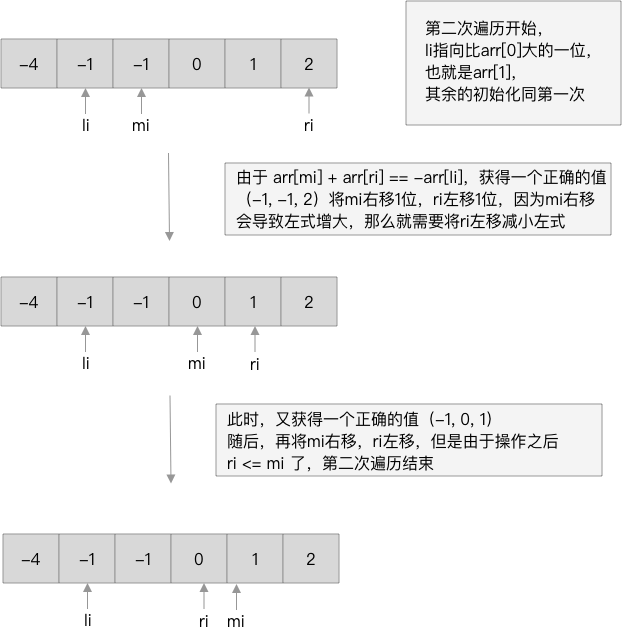 第二次遍历开始，
li指向比arr[0]大的一位，
也就是arr[1]，
其余的初始化同第一次
-4 -1 -1 0 1 2
li mi ri
由于 arr[mi] + arr[ri] == -arr[li]，获得一个正确的值
（-1, -1, 2）将mi右移1位，ri左移1位，因为mi右移
会导致左式增大，那么就需要将ri左移减小左式
-4 -1 -1 0 1 2
li mi ri
此时，又获得一个正确的值（-1, 0, 1）
随后，再将mi右移，ri左移，但是由于操作之后
ri <= mi 了，第二次遍历结束
-4 -1 -1 0 1 2
li ri mi